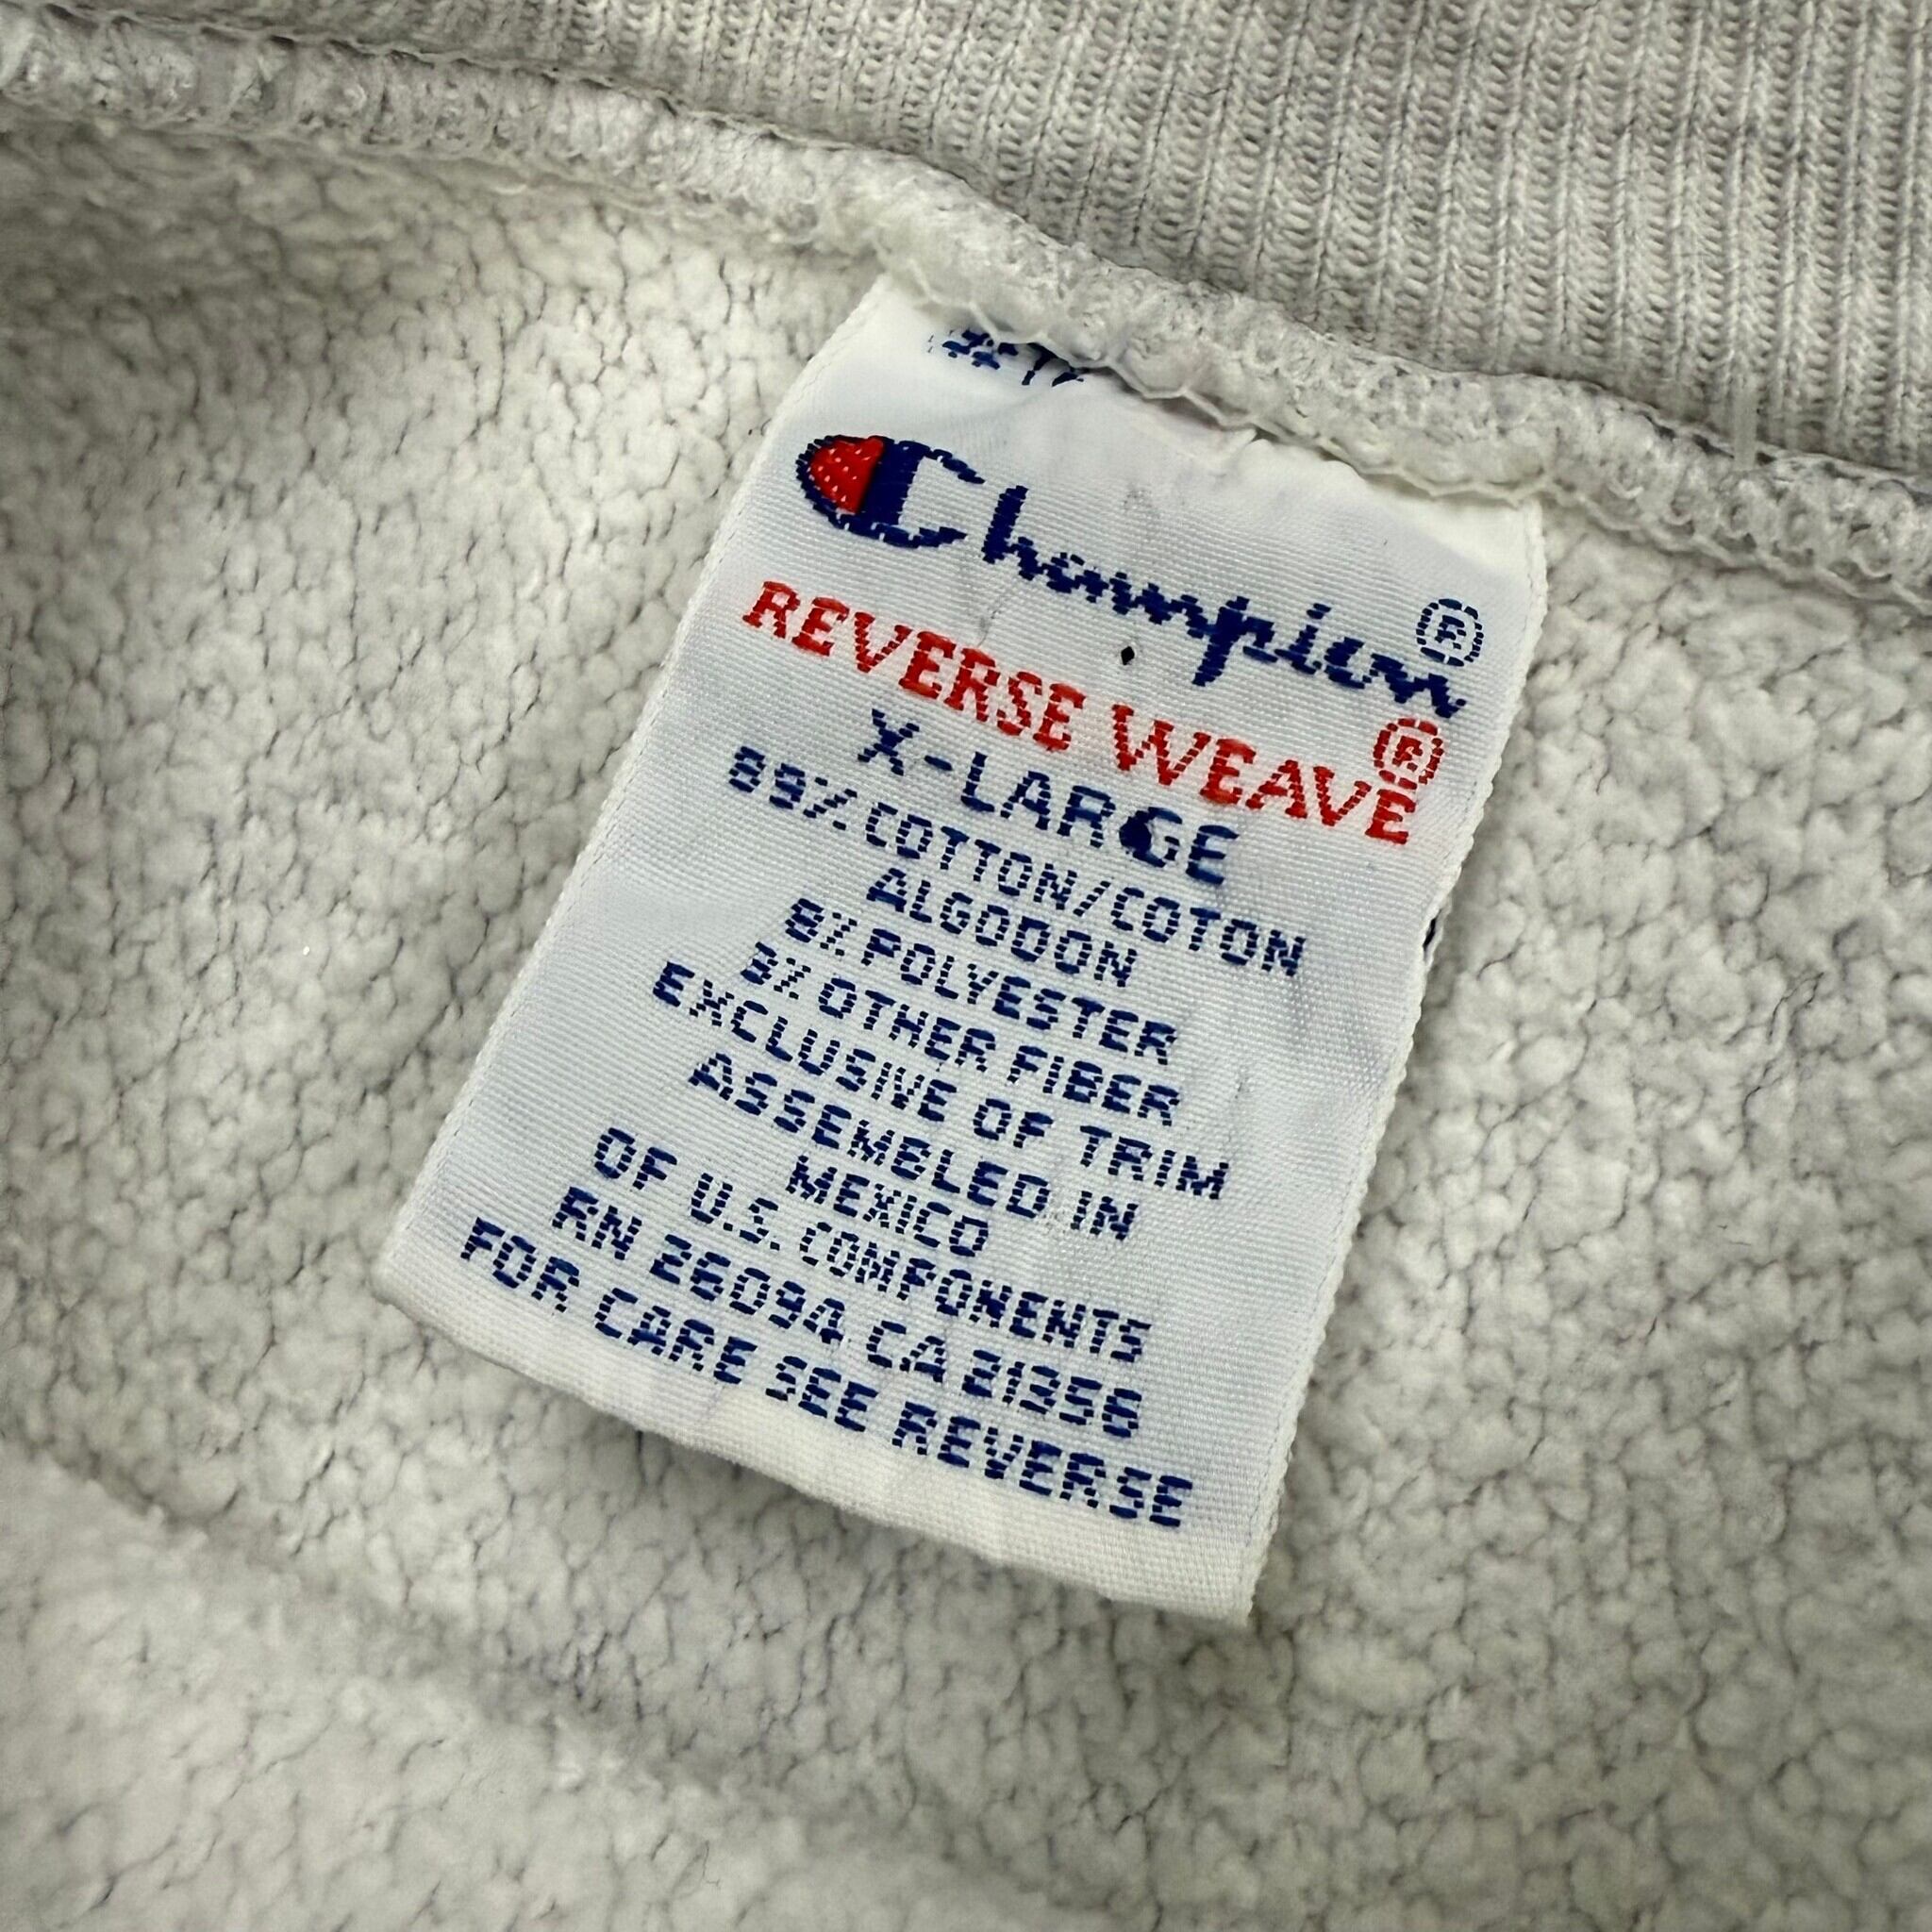 Champion®
REVERSE WEAVE®
X-LARGE
89% COTTON/COTON
ALGODON
8% POLYESTER
3% OTHER FIBER
EXCLUSIVE OF TRIM
ASSEMBLED IN
MEXICO
OF U.S. COMPONENTS
RN 26094 CA 21356
FOR CARE SEE REVERSE